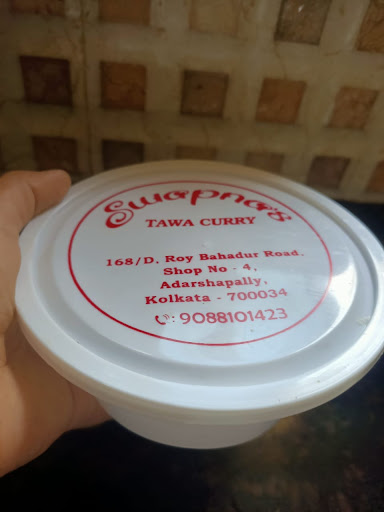 Swapna's
TAWA CURRY
168/D, Roy Bahadur Road.
Shop No - 4,
Adarshapally,
Kolkata - 700034
: 9088101423